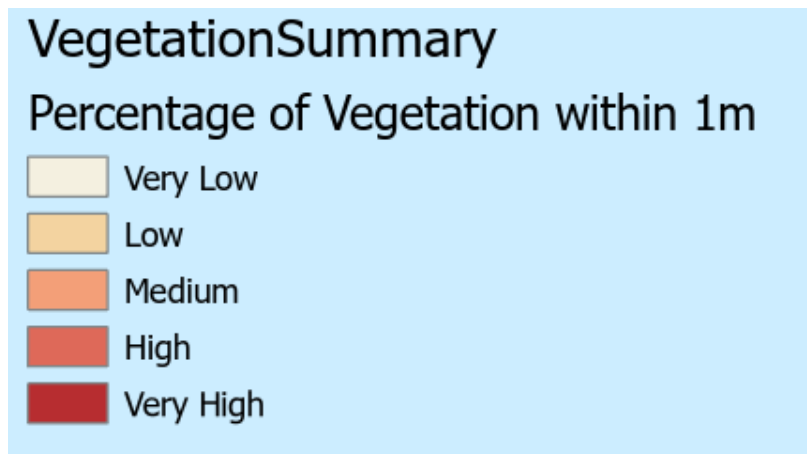 VegetationSummary
Percentage of Vegetation within 1m
Very Low
Low
Medium
High
Very High